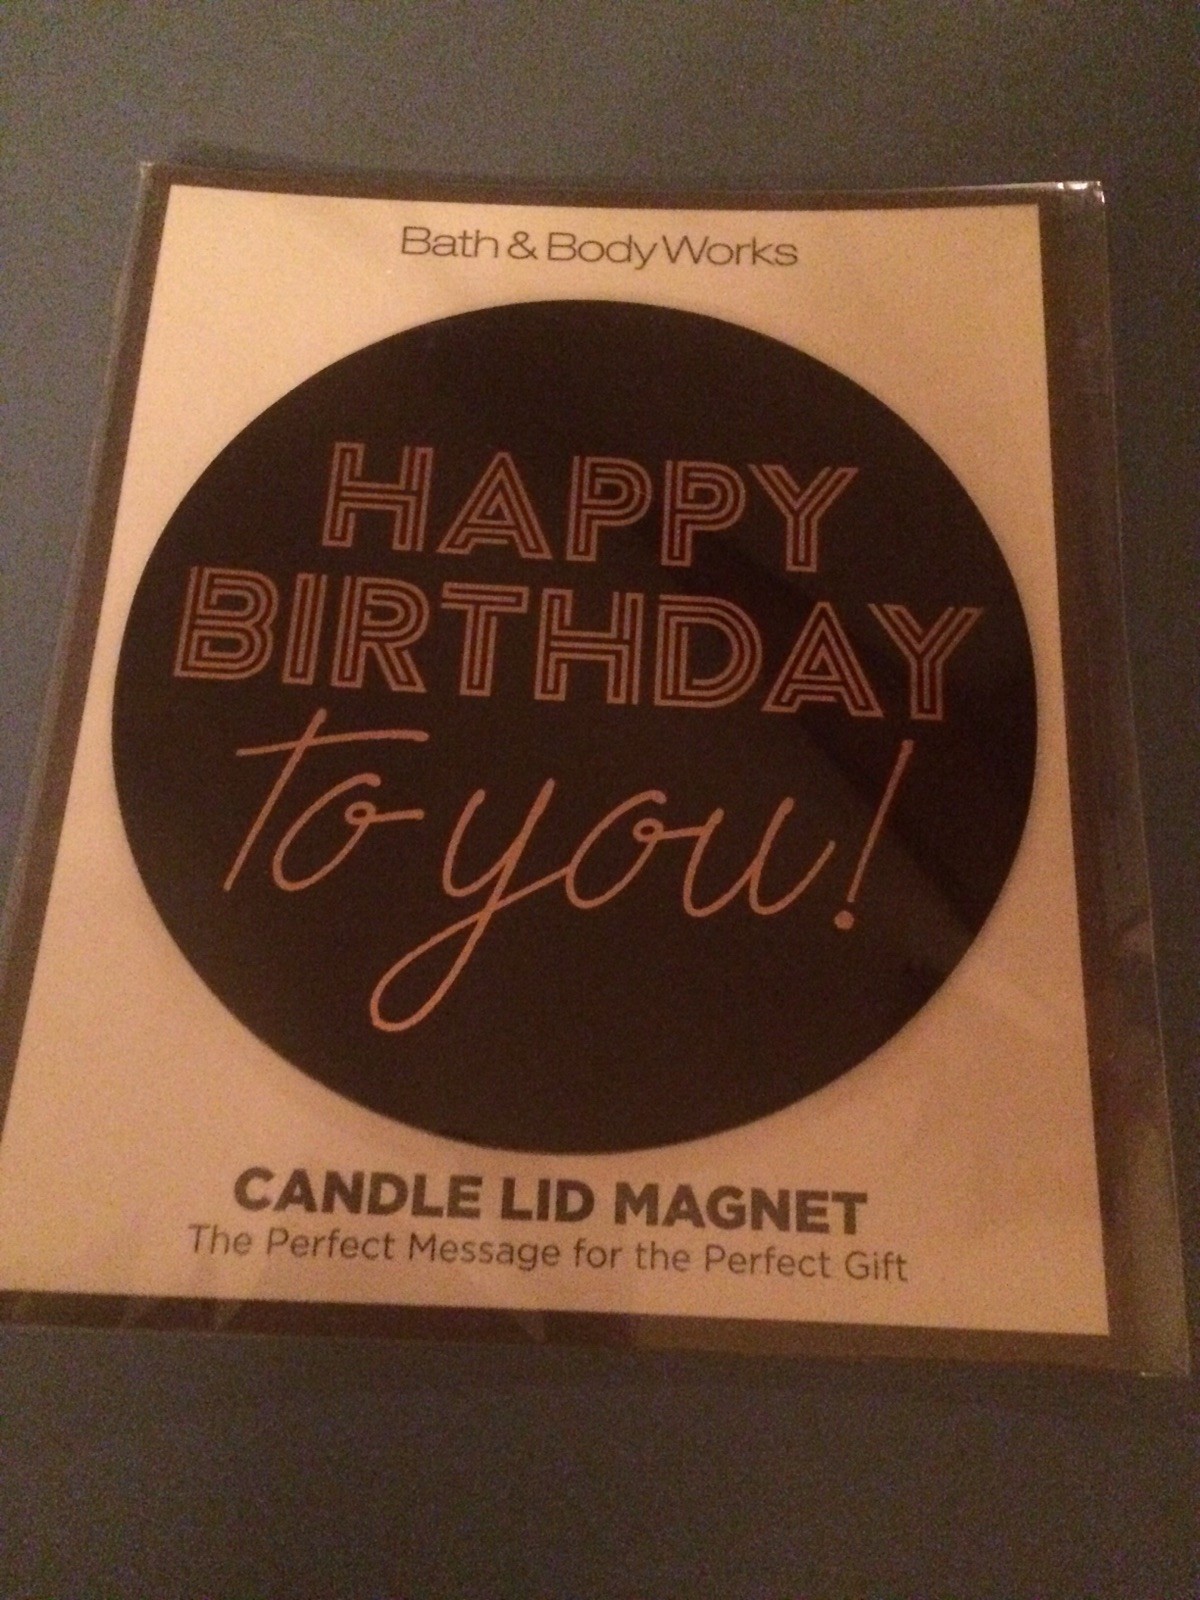 Bath & Body Works
HAPPY
BIRTHDAY
to you!
CANDLE LID MAGNET
The Perfect Message for the Perfect Gift